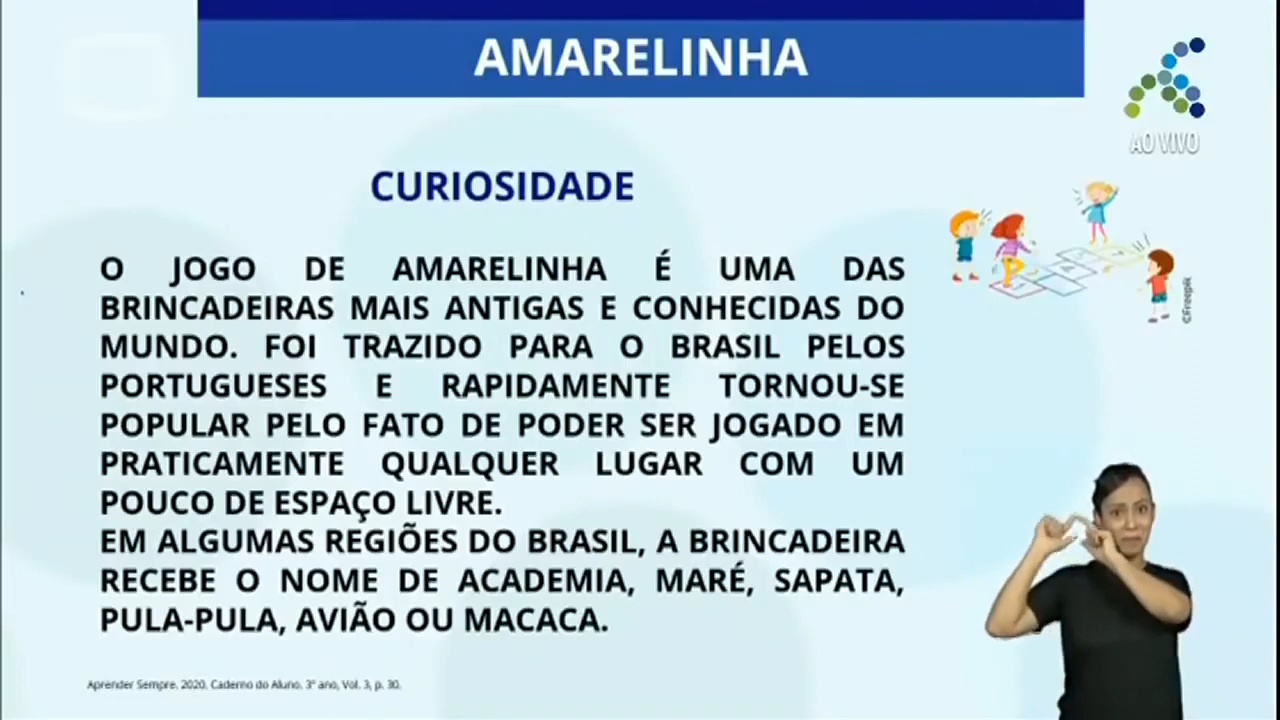 AMARELINHA
AO VIVO
CURIOSIDADE
O JOGO DE AMARELINHA É UMA DAS
BRINCADEIRAS MAIS ANTIGAS E CONHECIDAS DO
MUNDO. FOI TRAZIDO PARA O BRASIL PELOS
PORTUGUESES E RAPIDAMENTE TORNOU-SE
POPULAR PELO FATO DE PODER SER JOGADO EM
PRATICAMENTE QUALQUER LUGAR COM UM
POUCO DE ESPAÇO LIVRE.
EM ALGUMAS REGIÕES DO BRASIL, A BRINCADEIRA
RECEBE O NOME DE ACADEMIA, MARÉ, SAPATA,
PULA-PULA, AVIÃO OU MACACA.
©Freepik
Aprender Sempre, 2020, Caderno do Aluno, 3º ano, Vol. 3, p. 30.